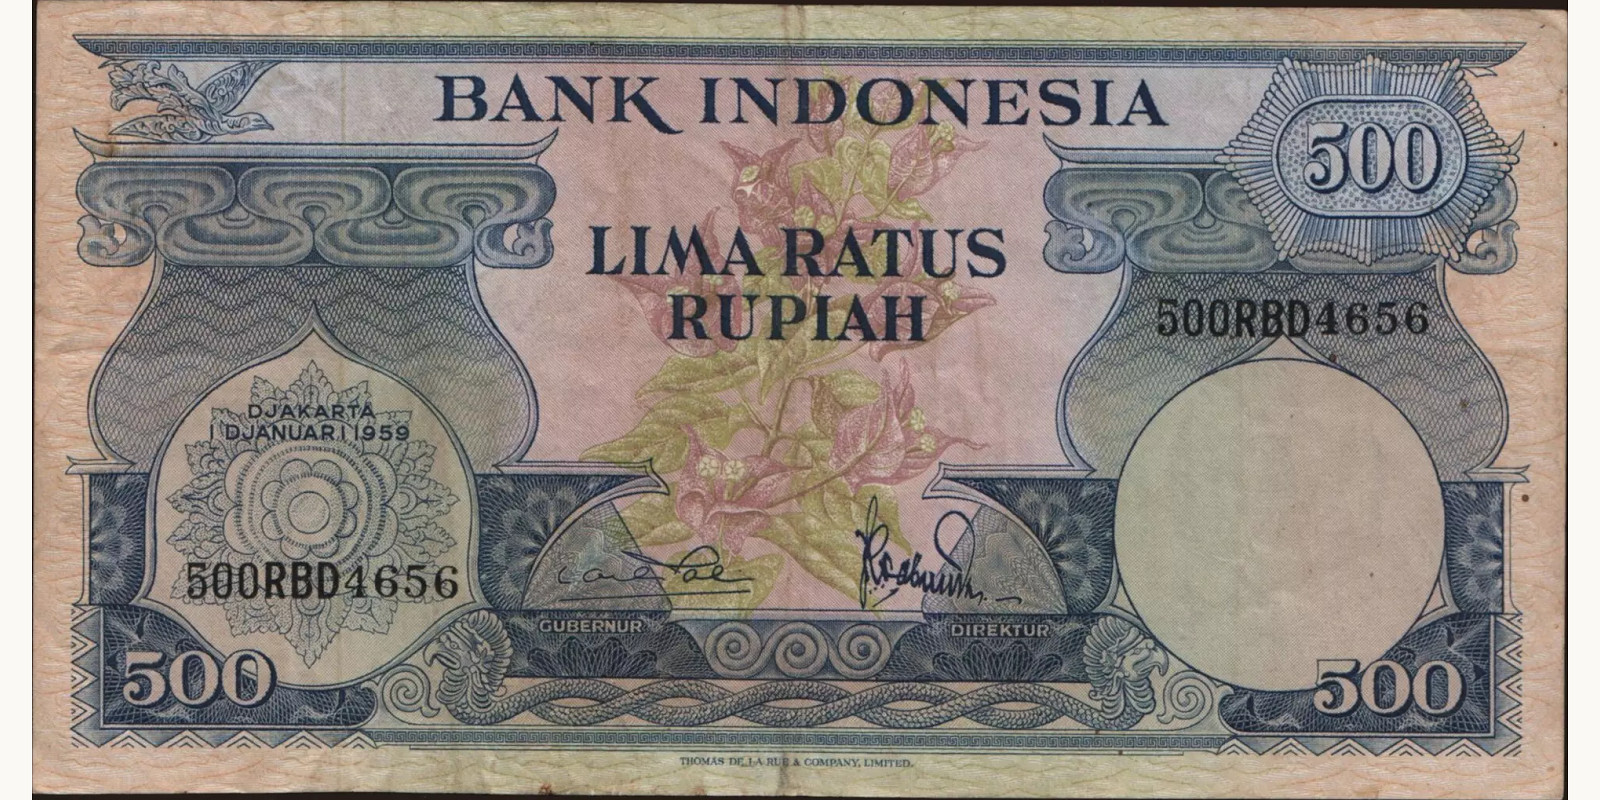 BANK INDONESIA
500
LIMA RATUS
RUPIAH
500RBD4656
DJAKARTA
1 DJANUARI 1959
500RBD4656
GUBERNUR
DIREKTUR
500
500
THOMAS DE LA RUE & COMPANY, LIMITED.